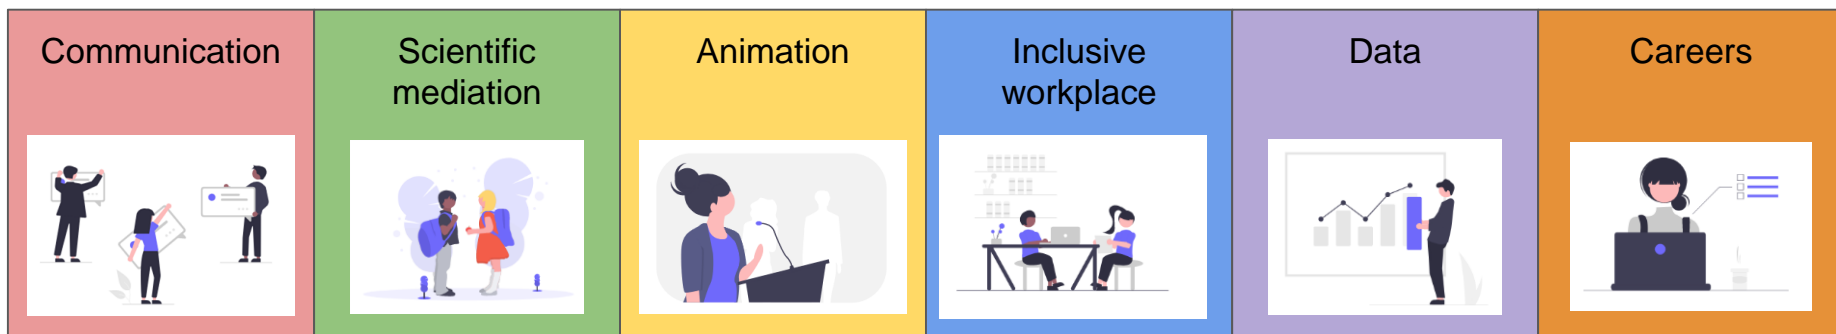 Communication
Scientific
mediation
Animation
Inclusive
workplace
Data
Careers